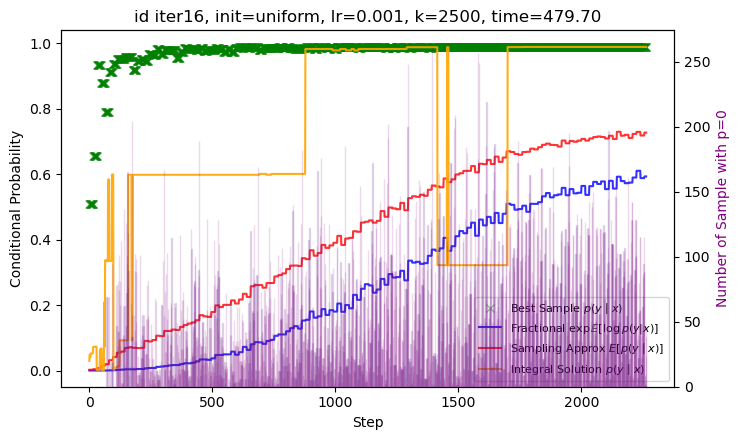 id iter16, init=uniform, lr=0.001, k=2500, time=479.70
Conditional Probability
1.0
0.8
0.6
0.4
0.2
0.0
250
200
150
100
50
0
Number of Sample with p=0
Best Sample p(y | x)
Fractional exp 𝔼[log p(y|x)]
Sampling Approx E[p(y | x)]
Integral Solution p(y | x)
0
500
1000
1500
2000
Step